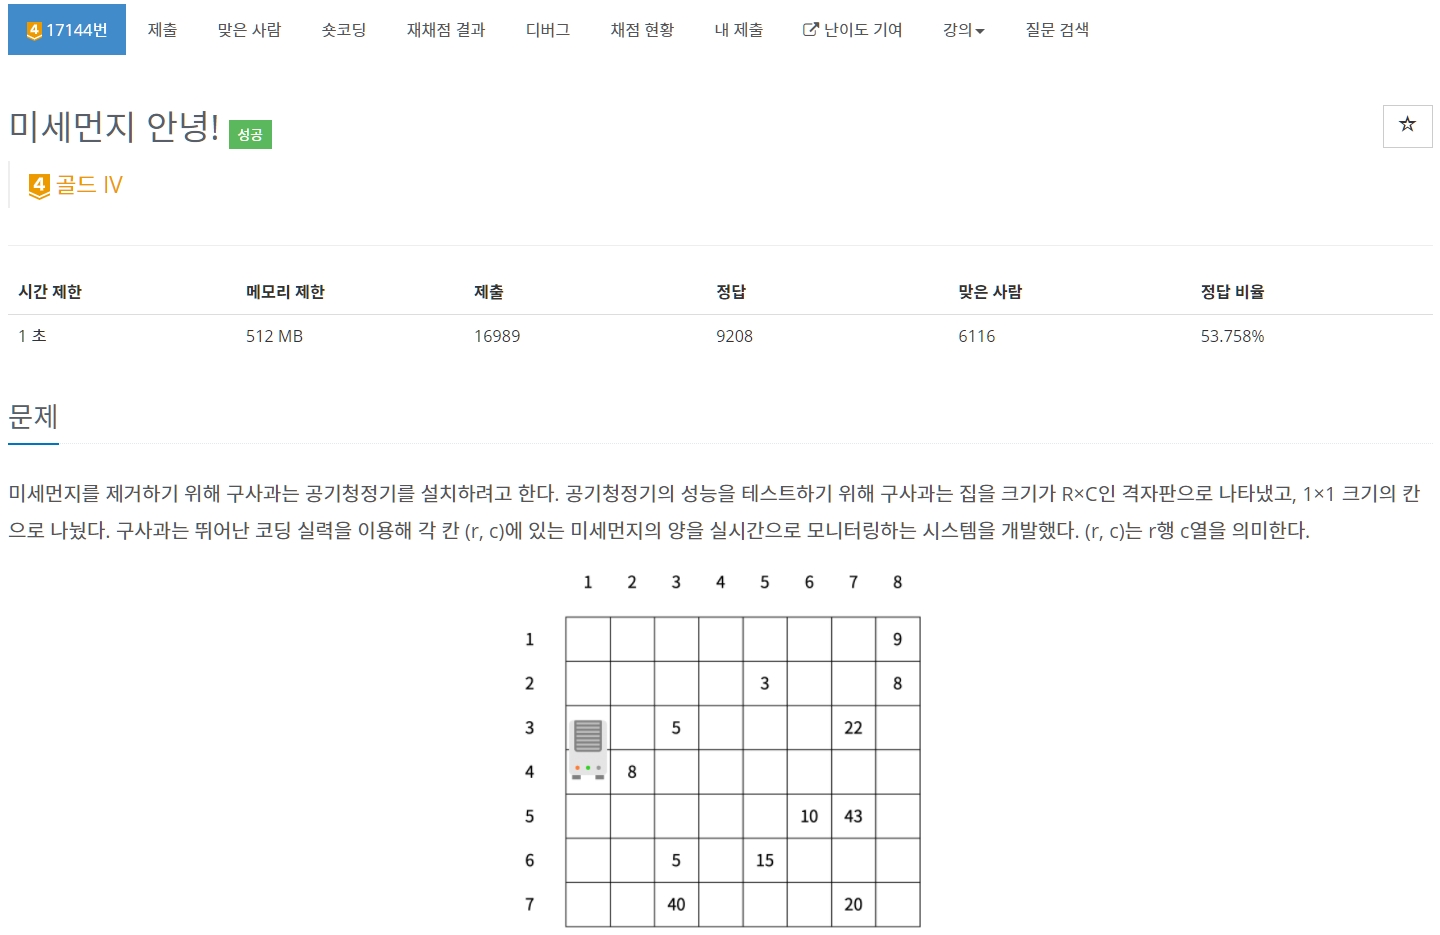 4 17144번 제출 맞은 사람 숏코딩 재채점 결과 디버그 채점 현황 내 제출 난이도 기여 강의 질문 검색
미세먼지 안녕! 성공
4 골드 IV
시간 제한 메모리 제한 제출 정답 맞은 사람 정답 비율
1 초 512 MB 16989 9208 6116 53.758%
문제
미세먼지를 제거하기 위해 구사과는 공기청정기를 설치하려고 한다. 공기청정기의 성능을 테스트하기 위해 구사과는 집을 크기가 R×C인 격자판으로 나타냈고, 1×1 크기의 칸
으로 나눴다. 구사과는 뛰어난 코딩 실력을 이용해 각 칸 (r, c)에 있는 미세먼지의 양을 실시간으로 모니터링하는 시스템을 개발했다. (r, c)는 r행 c열을 의미한다.
1 2 3 4 5 6 7 8
1 9
2 3 8
3 5 22
4 8
5 10 43
6 5 15
7 40 20